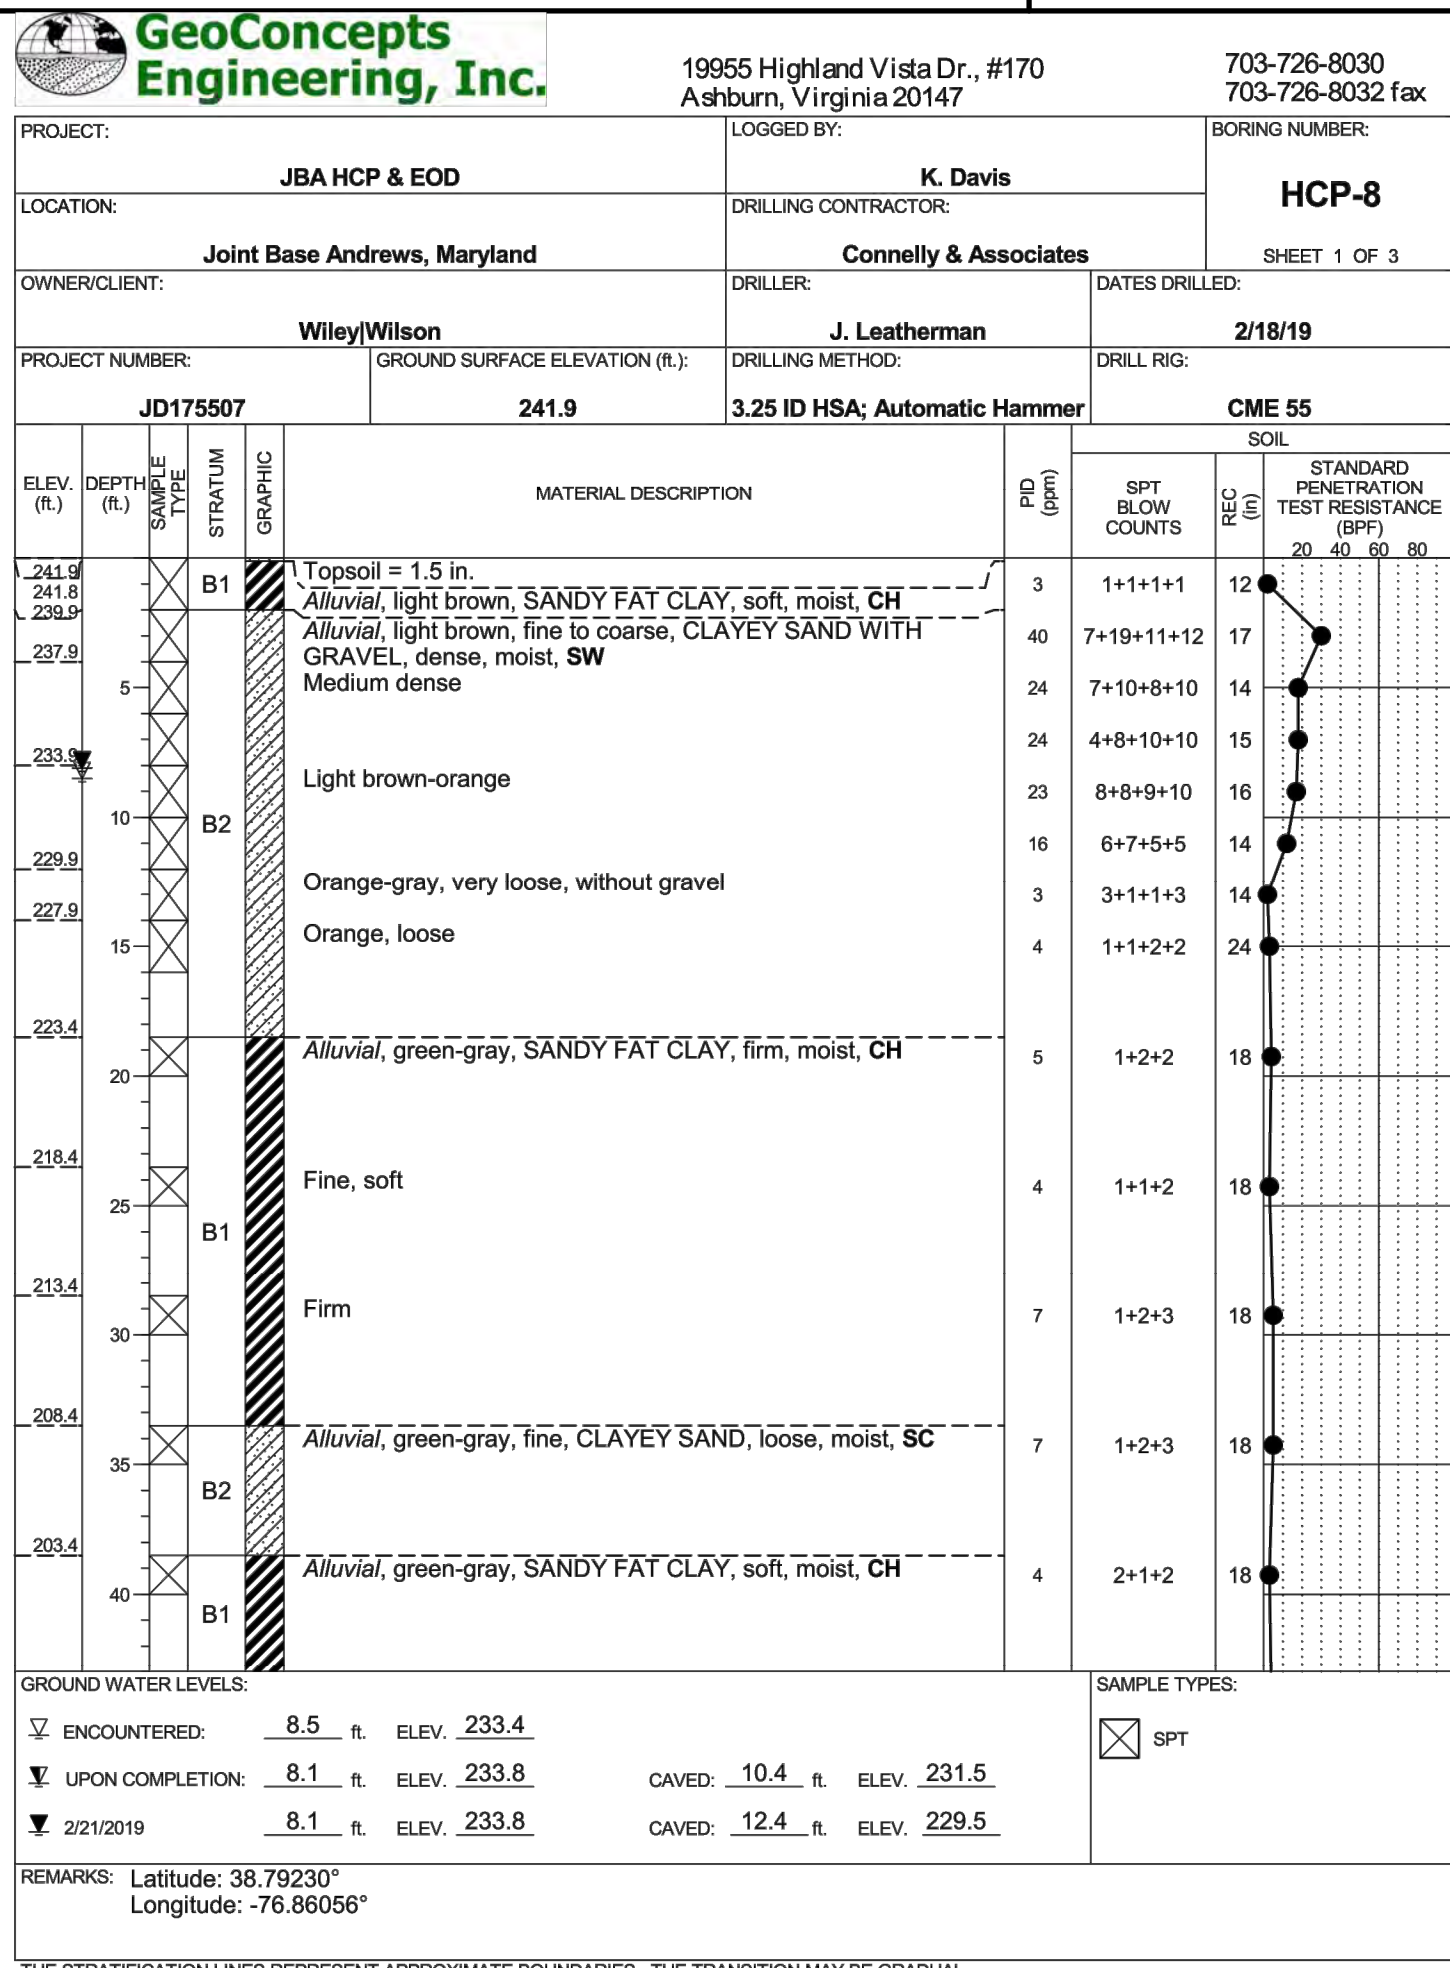 GeoConcepts
Engineering, Inc.
19955 Highland Vista Dr., #170
Ashburn, Virginia 20147
703-726-8030
703-726-8032 fax
PROJECT:
JBA HCP & EOD
LOGGED BY:
K. Davis
BORING NUMBER:
HCP-8
SHEET 1 OF 3
LOCATION:
Joint Base Andrews, Maryland
DRILLING CONTRACTOR:
Connelly & Associates
OWNER/CLIENT:
Wiley|Wilson
DRILLER:
J. Leatherman
DATES DRILLED:
2/18/19
PROJECT NUMBER:
JD175507
GROUND SURFACE ELEVATION (ft.):
241.9
DRILLING METHOD:
3.25 ID HSA; Automatic Hammer
DRILL RIG:
CME 55
ELEV. (ft.)
DEPTH (ft.)
SAMPLE TYPE
STRATUM
GRAPHIC
MATERIAL DESCRIPTION
PID (ppm)
SOIL
SPT BLOW COUNTS
REC (in)
STANDARD PENETRATION TEST RESISTANCE (BPF)
20 40 60 80
241.9
Topsoil = 1.5 in.
241.8 B1 Alluvial, light brown, SANDY FAT CLAY, soft, moist, CH 3 1+1+1+1 12
239.9 Alluvial, light brown, fine to coarse, CLAYEY SAND WITH
GRAVEL, dense, moist, SW 40 7+19+11+12 17
237.9
5 Medium dense 24 7+10+8+10 14
24 4+8+10+10 15
233.9
Light brown-orange 23 8+8+9+10 16
10 B2
16 6+7+5+5 14
229.9
Orange-gray, very loose, without gravel 3 3+1+1+3 14
227.9
Orange, loose
15 4 1+1+2+2 24
223.4
Alluvial, green-gray, SANDY FAT CLAY, firm, moist, CH 5 1+2+2 18
20
218.4
Fine, soft 4 1+1+2 18
25
B1
213.4
Firm 7 1+2+3 18
30
208.4
Alluvial, green-gray, fine, CLAYEY SAND, loose, moist, SC 7 1+2+3 18
35
B2
203.4
Alluvial, green-gray, SANDY FAT CLAY, soft, moist, CH 4 2+1+2 18
40
B1
GROUND WATER LEVELS:
ENCOUNTERED: 8.5 ft. ELEV. 233.4
UPON COMPLETION: 8.1 ft. ELEV. 233.8 CAVED: 10.4 ft. ELEV. 231.5
2/21/2019 8.1 ft. ELEV. 233.8 CAVED: 12.4 ft. ELEV. 229.5
SAMPLE TYPES:
SPT
REMARKS: Latitude: 38.79230°
Longitude: -76.86056°
THE STRATIFICATION LINES REPRESENT APPROXIMATE BOUNDARIES. THE TRANSITION MAY BE GRADUAL.